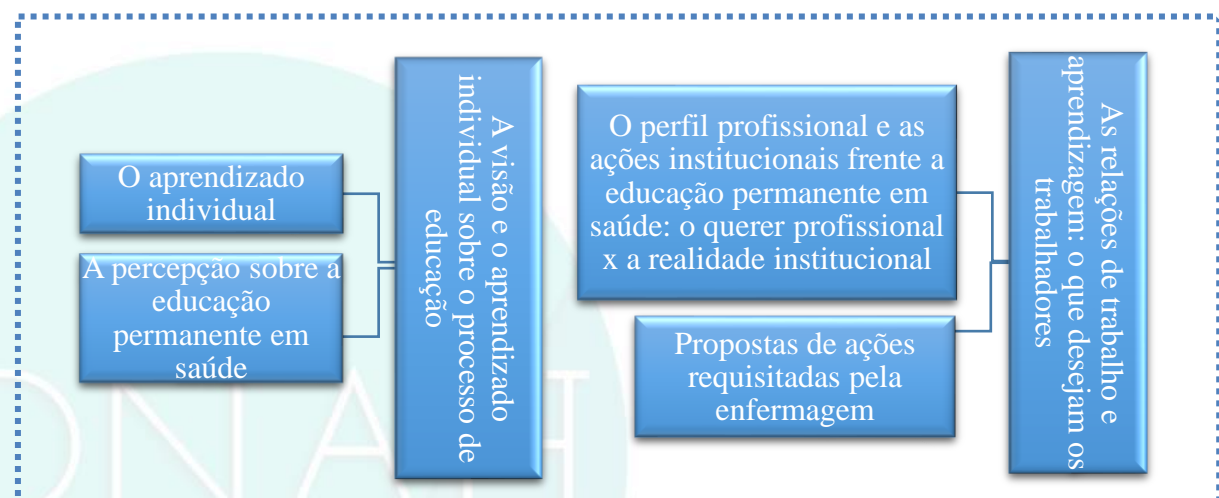 O aprendizado
individual
A percepção sobre a
educação
permanente em
saúde
A visão e o aprendizado
individual sobre o processo de
educação
O perfil profissional e as
ações institucionais frente a
educação permanente em
saúde: o querer profissional
x a realidade institucional
Propostas de ações
requisitadas pela
enfermagem
As relações de trabalho e
aprendizagem: o que desejam os
trabalhadores